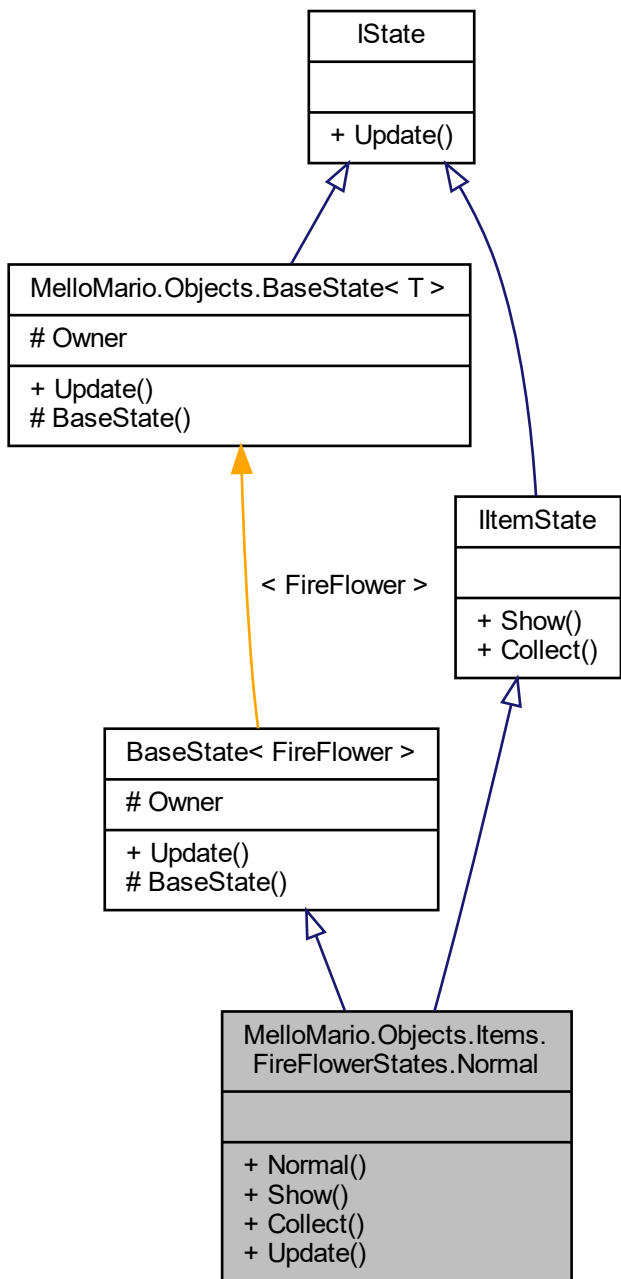 IState
+ Update()
MelloMario.Objects.BaseState< T >
# Owner
+ Update()
# BaseState()
IItemState
+ Show()
+ Collect()
< FireFlower >
BaseState< FireFlower >
# Owner
+ Update()
# BaseState()
MelloMario.Objects.Items.
FireFlowerStates.Normal
+ Normal()
+ Show()
+ Collect()
+ Update()